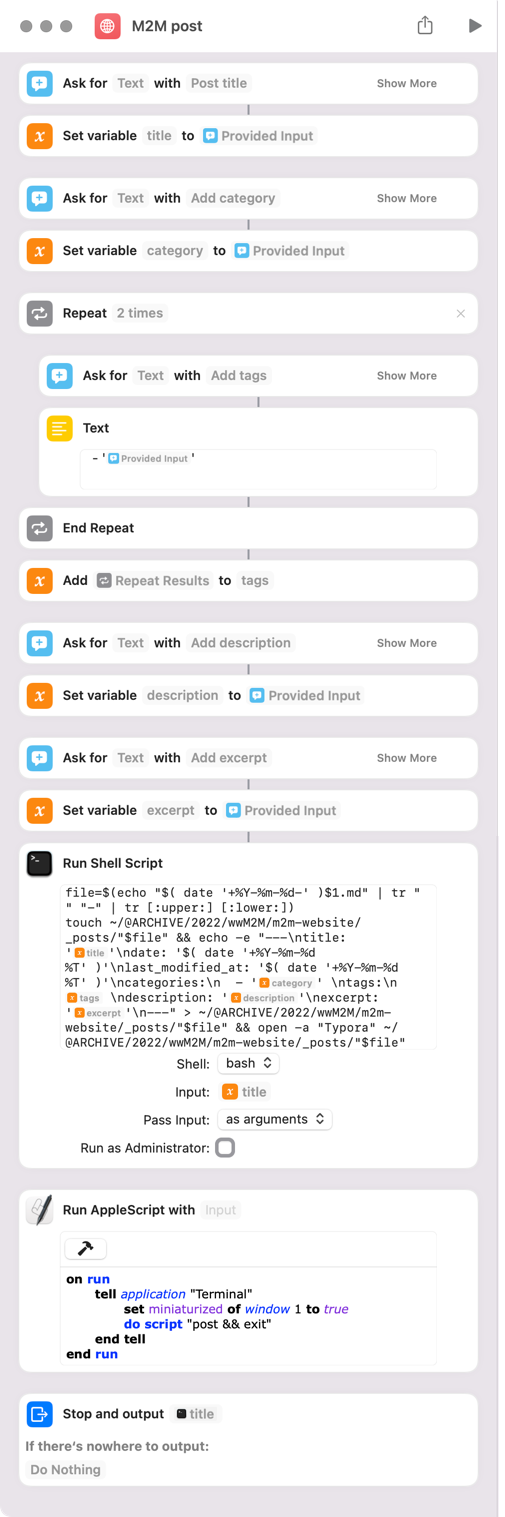 M2M post
Ask for Text with Post title Show More
Set variable title to Provided Input
Ask for Text with Add category Show More
Set variable category to Provided Input
Repeat 2 times
Ask for Text with Add tags Show More
Text
- 'Provided Input'
End Repeat
Add Repeat Results to tags
Ask for Text with Add description Show More
Set variable description to Provided Input
Ask for Text with Add excerpt Show More
Set variable excerpt to Provided Input
Run Shell Script
file=$(echo "$( date '+%Y-%m-%d-' )$1.md" | tr "
" "-" | tr [:upper:] [:lower:])
touch ~/@ARCHIVE/2022/wwM2M/m2m-website/
_posts/"$file" && echo -e "---\ntitle:
'title'\ndate: '$( date '+%Y-%m-%d
%T' )'\nlast_modified_at: '$( date '+%Y-%m-%d
%T' )'\ncategories:\n  - 'category' \ntags:\n
tags \ndescription: 'description'\nexcerpt:
'excerpt'\n---" > ~/@ARCHIVE/2022/wwM2M/m2m-
website/_posts/"$file" && open -a "Typora" ~/
@ARCHIVE/2022/wwM2M/m2m-website/_posts/"$file"
Shell: bash
Input: title
Pass Input: as arguments
Run as Administrator:
Run AppleScript with Input
on run
tell application "Terminal"
set miniaturized of window 1 to true
do script "post && exit"
end tell
end run
Stop and output title
If there's nowhere to output:
Do Nothing